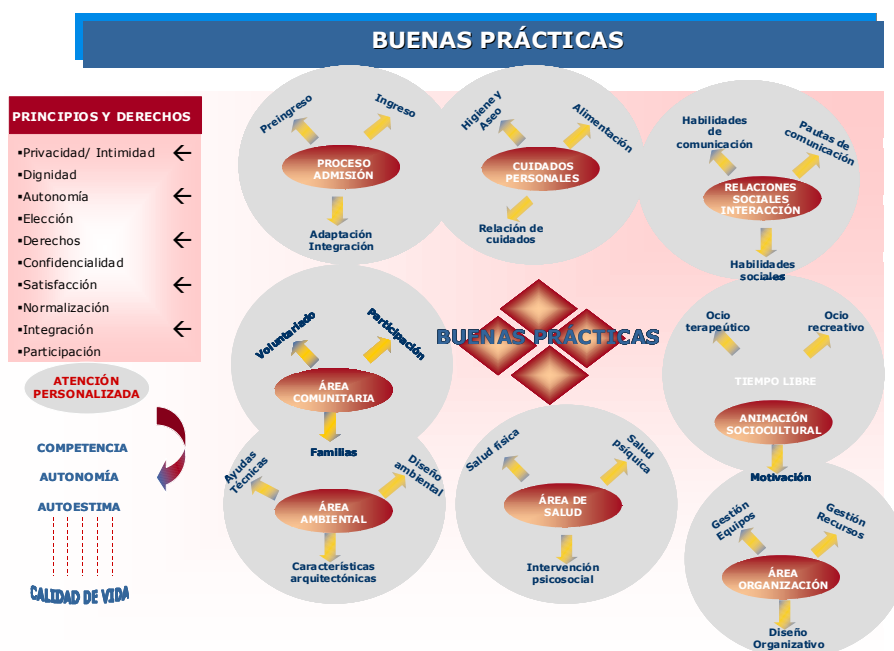 BUENAS PRÁCTICAS
PRINCIPIOS Y DERECHOS
▪Privacidad/ Intimidad ←
▪Dignidad
▪Autonomía ←
▪Elección
▪Derechos ←
▪Confidencialidad
▪Satisfacción ←
▪Normalización
▪Integración ←
▪Participación
ATENCIÓN
PERSONALIZADA
COMPETENCIA
AUTONOMÍA
AUTOESTIMA
CALIDAD DE VIDA
Preingreso
Ingreso
PROCESO
ADMISIÓN
Adaptación
Integración
Higiene y
Aseo
Alimentación
CUIDADOS
PERSONALES
Relación de
cuidados
Habilidades
de
comunicación
Pautas de
comunicación
RELACIONES
SOCIALES
INTERACCIÓN
Habilidades
sociales
Voluntariado
Participación
ÁREA
COMUNITARIA
Familias
BUENAS PRÁCTICAS
Ocio
terapeútico
Ocio
recreativo
TIEMPO LIBRE
ANIMACIÓN
SOCIOCULTURAL
Motivación
Ayudas
Técnicas
Diseño
ambiental
ÁREA
AMBIENTAL
Características
arquitectónicas
Salud física
Salud
psíquica
ÁREA DE
SALUD
Intervención
psicosocial
Gestión
Equipos
Gestión
Recursos
ÁREA
ORGANIZACIÓN
Diseño
Organizativo